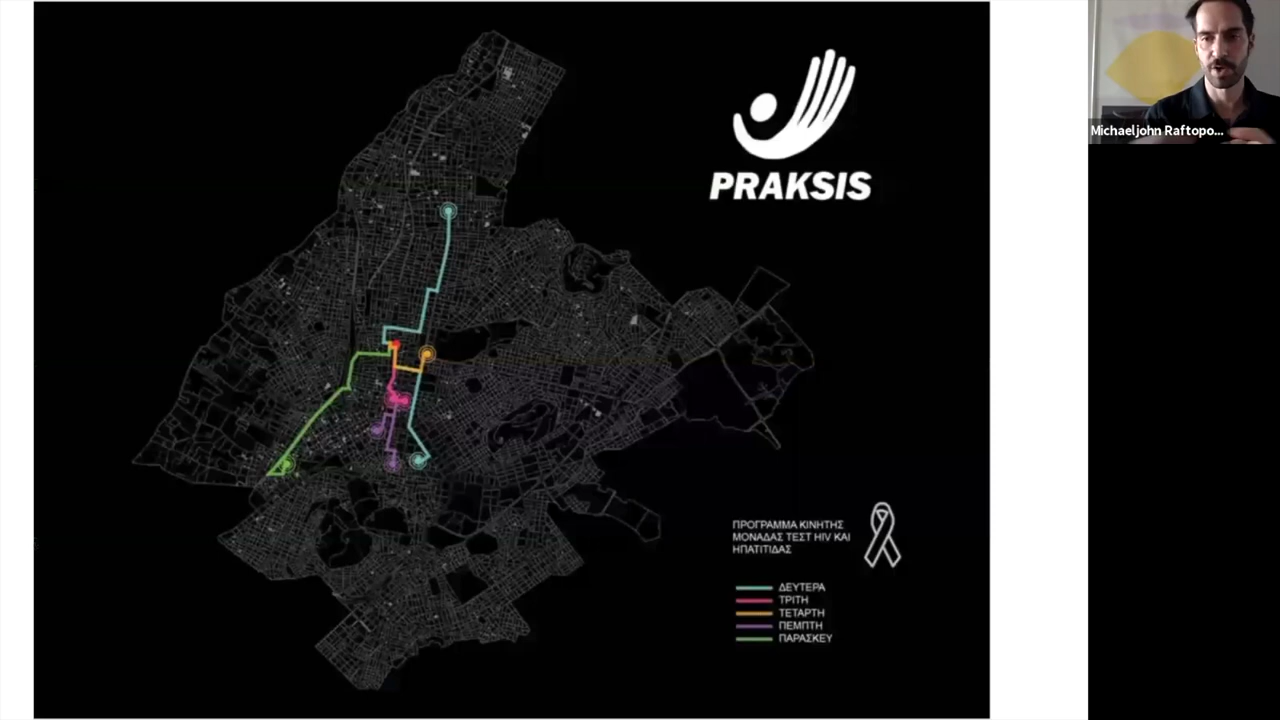 PRAKSIS
Michaeljohn Raftopo...
ΠΡΟΓΡΑΜΜΑ ΚΙΝΗΤΗΣ
ΜΟΝΑΔΑΣ ΤΕΣΤ HIV ΚΑΙ
ΗΠΑΤΙΤΙΔΑΣ
ΔΕΥΤΕΡΑ
ΤΡΙΤΗ
ΤΕΤΑΡΤΗ
ΠΕΜΠΤΗ
ΠΑΡΑΣΚΕΥ